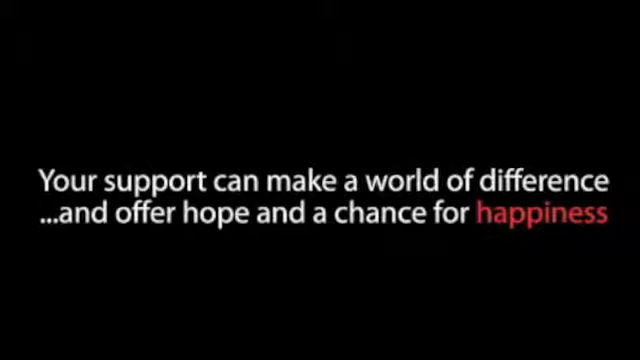 Your support can make a world of difference
...and offer hope and a chance for happiness